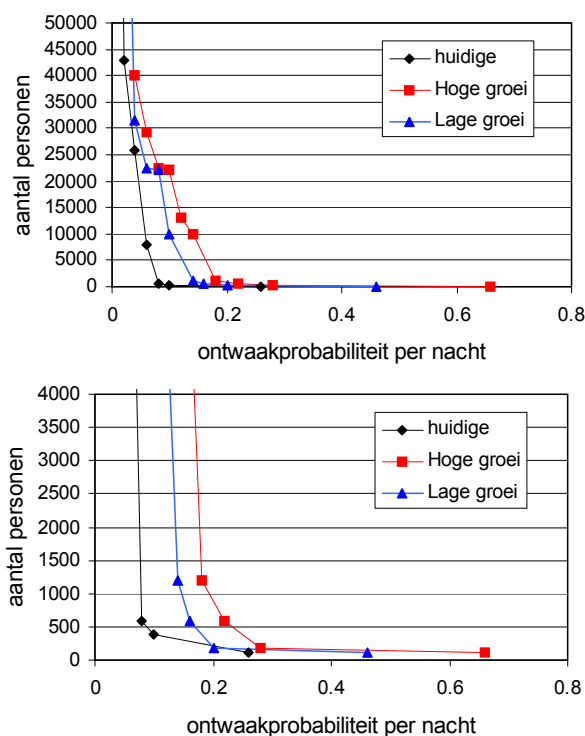 50000
45000
40000
35000
30000
25000
20000
15000
10000
5000
0
aantal personen
huidige
Hoge groei
Lage groei
0 0.2 0.4 0.6 0.8
ontwaakprobabiliteit per nacht
4000
3500
3000
2500
2000
1500
1000
500
0
aantal personen
huidige
Hoge groei
Lage groei
0 0.2 0.4 0.6 0.8
ontwaakprobabiliteit per nacht